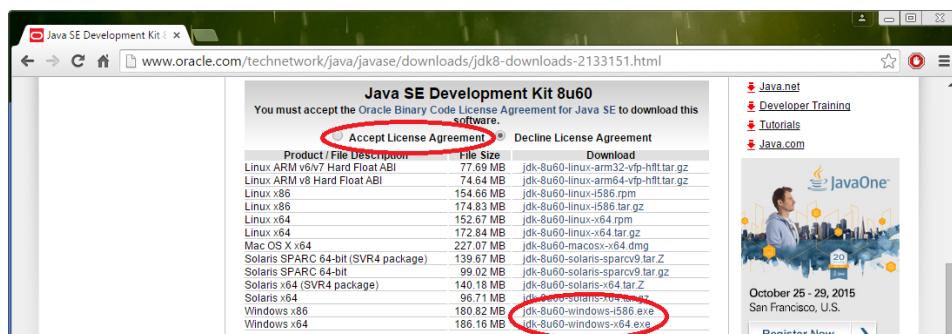 Java SE Development Kit 8
www.oracle.com/technetwork/java/javase/downloads/jdk8-downloads-2133151.html
Java SE Development Kit 8u60
You must accept the Oracle Binary Code License Agreement for Java SE to download this
software.
Accept License Agreement Decline License Agreement
Product / File Description File Size Download
Linux ARM v6/v7 Hard Float ABI 77.69 MB jdk-8u60-linux-arm32-vfp-hflt.tar.gz
Linux ARM v8 Hard Float ABI 74.64 MB jdk-8u60-linux-arm64-vfp-hflt.tar.gz
Linux x86 154.66 MB jdk-8u60-linux-i586.rpm
Linux x86 174.83 MB jdk-8u60-linux-i586.tar.gz
Linux x64 152.67 MB jdk-8u60-linux-x64.rpm
Linux x64 172.84 MB jdk-8u60-linux-x64.tar.gz
Mac OS X x64 227.07 MB jdk-8u60-macosx-x64.dmg
Solaris SPARC 64-bit (SVR4 package) 139.67 MB jdk-8u60-solaris-sparcv9.tar.Z
Solaris SPARC 64-bit 99.02 MB jdk-8u60-solaris-sparcv9.tar.gz
Solaris x64 (SVR4 package) 140.18 MB jdk-8u60-solaris-x64.tar.Z
Solaris x64 96.71 MB jdk-8u60-solaris-x64.tar.gz
Windows x86 180.82 MB jdk-8u60-windows-i586.exe
Windows x64 186.16 MB jdk-8u60-windows-x64.exe
Java.net
Developer Training
Tutorials
Java.com
JavaOne
20
October 25 - 29, 2015
San Francisco, U.S.
Register Now